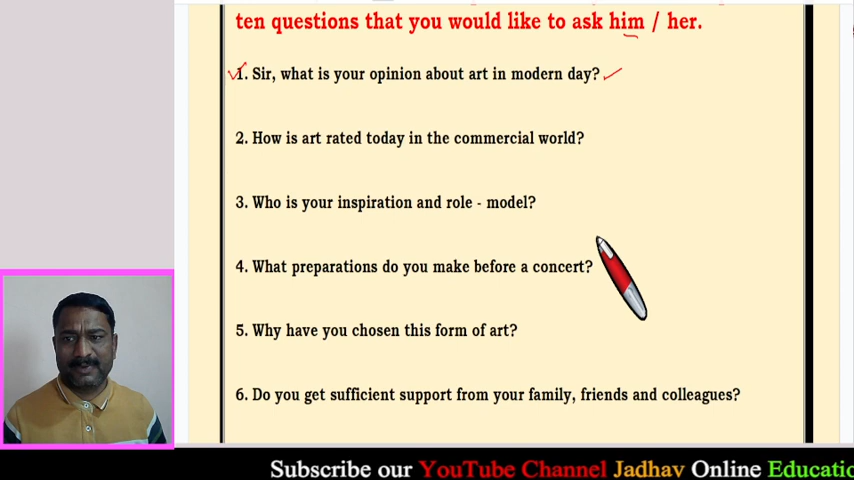 ten questions that you would like to ask him / her.
1. Sir, what is your opinion about art in modern day?
2. How is art rated today in the commercial world?
3. Who is your inspiration and role - model?
4. What preparations do you make before a concert?
5. Why have you chosen this form of art?
6. Do you get sufficient support from your family, friends and colleagues?
Subscribe our YouTube Channel Jadhav Online Educatio